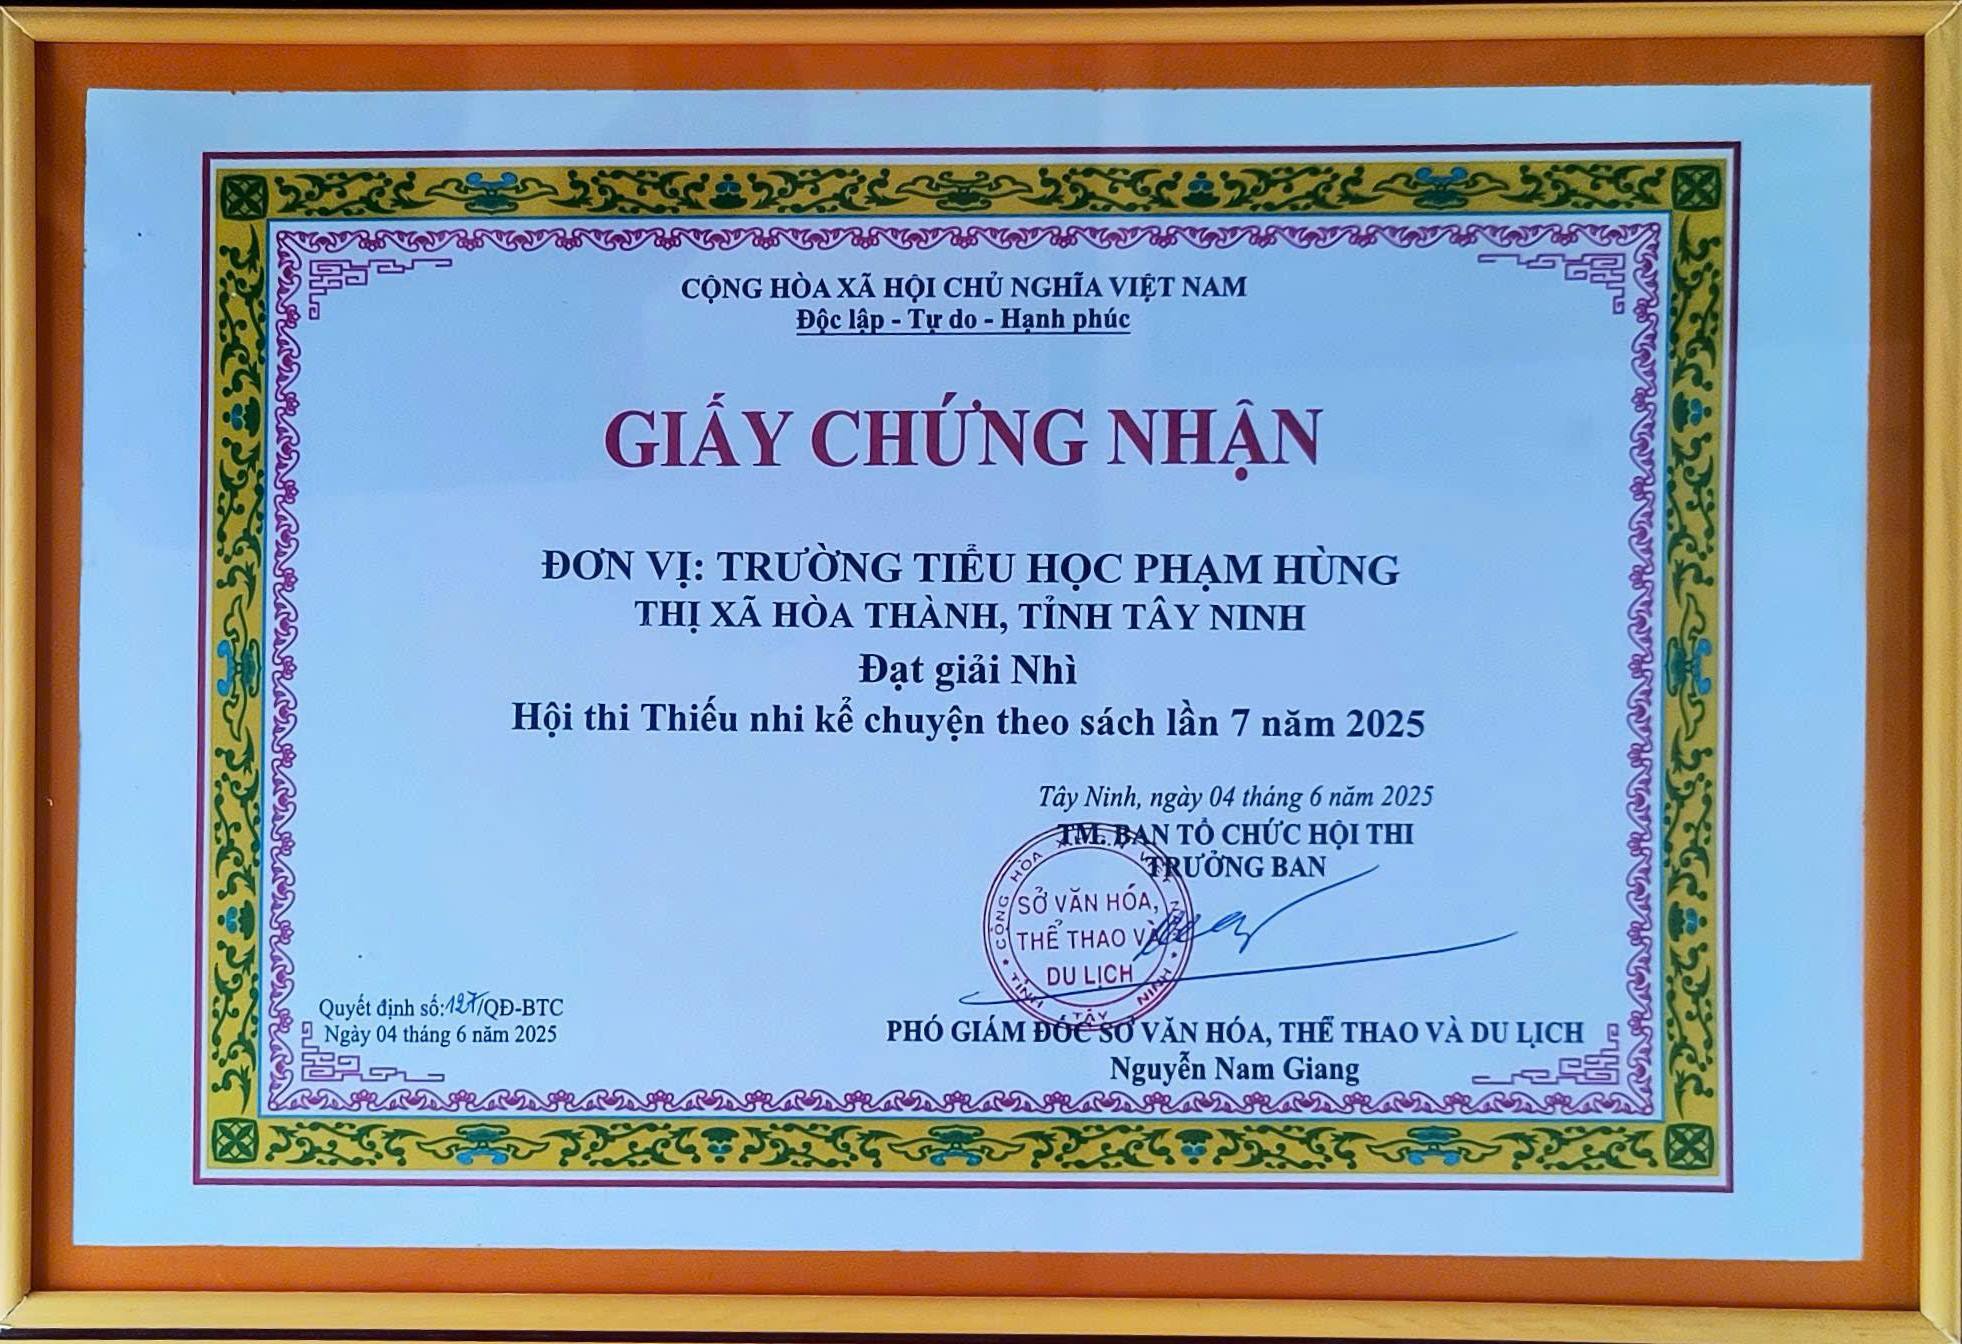 CỘNG HÒA XÃ HỘI CHỦ NGHĨA VIỆT NAM
Độc lập - Tự do - Hạnh phúc
GIẤY CHỨNG NHẬN
ĐƠN VỊ: TRƯỜNG TIỂU HỌC PHẠM HÙNG
THỊ XÃ HÒA THÀNH, TỈNH TÂY NINH
Đạt giải Nhì
Hội thi Thiếu nhi kể chuyện theo sách lần 7 năm 2025
Tây Ninh, ngày 04 tháng 6 năm 2025
TM. BAN TỔ CHỨC HỘI THI
TRƯỞNG BAN
SỞ VĂN HÓA,
THỂ THAO VÀ
DU LỊCH
TỈNH TÂY NINH
PHÓ GIÁM ĐỐC SỞ VĂN HÓA, THỂ THAO VÀ DU LỊCH
Nguyễn Nam Giang
Quyết định số:127/QĐ-BTC
Ngày 04 tháng 6 năm 2025